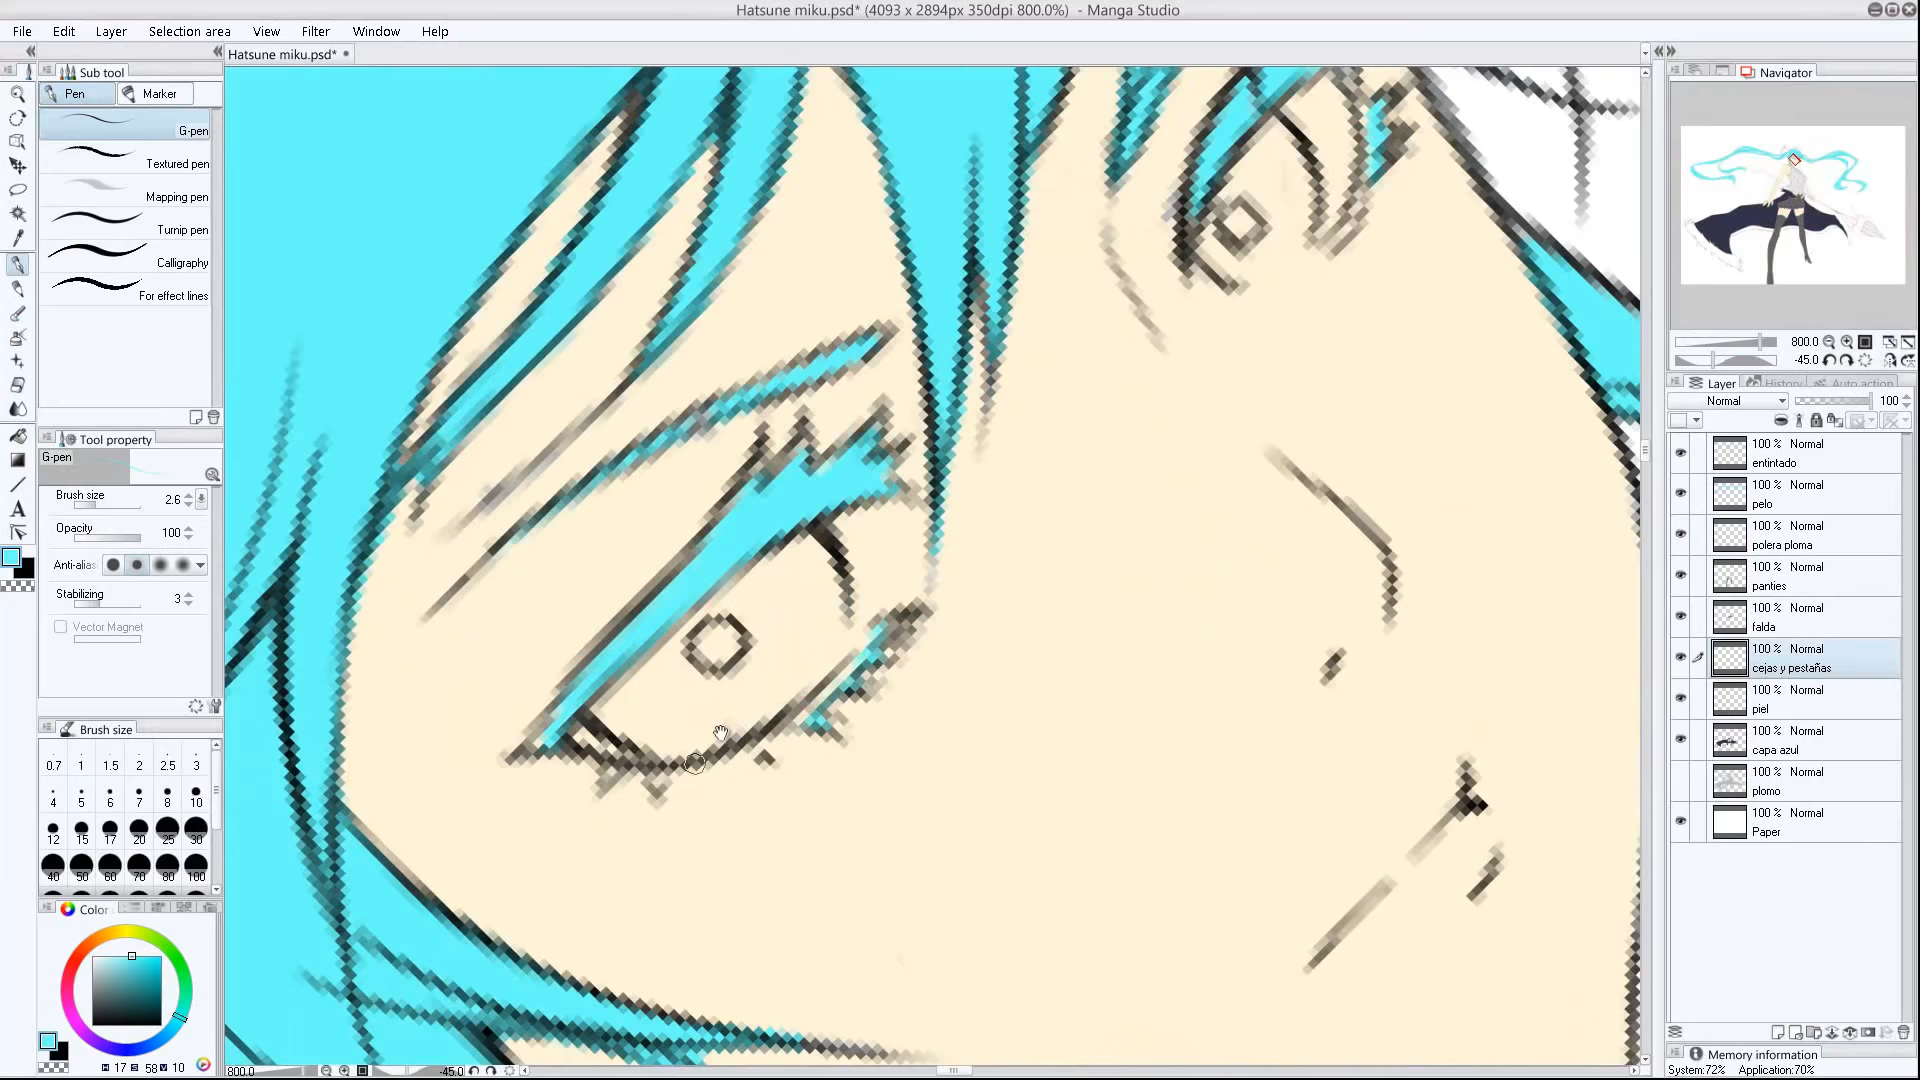 Hatsune miku.psd* (4093 x 2894px 350dpi 800.0%)  - Manga Studio
File Edit Layer Selection area View Filter Window Help
Hatsune miku.psd*
Sub tool
Pen Marker
G-pen
Textured pen
Mapping pen
Turnip pen
Calligraphy
For effect lines
Tool property
G-pen
Brush size 2.6
Opacity 100
Anti-alias
Stabilizing 3
Vector Magnet
Brush size
0.7 1 1.5 2 2.5 3
4 5 6 7 8 10
12 15 17 20 25 30
40 50 60 70 80 100
Color
H 17 S 58 V 10
800.0 -45.0
Navigator
800.0
-45.0
Layer History Auto action
Normal 100
100 % Normal
entintado
100 % Normal
pelo
100 % Normal
polera ploma
100 % Normal
panties
100 % Normal
falda
100 % Normal
cejas y pestañas
100 % Normal
piel
100 % Normal
capa azul
100 % Normal
plomo
100 % Normal
Paper
Memory information
System:72% Application:70%